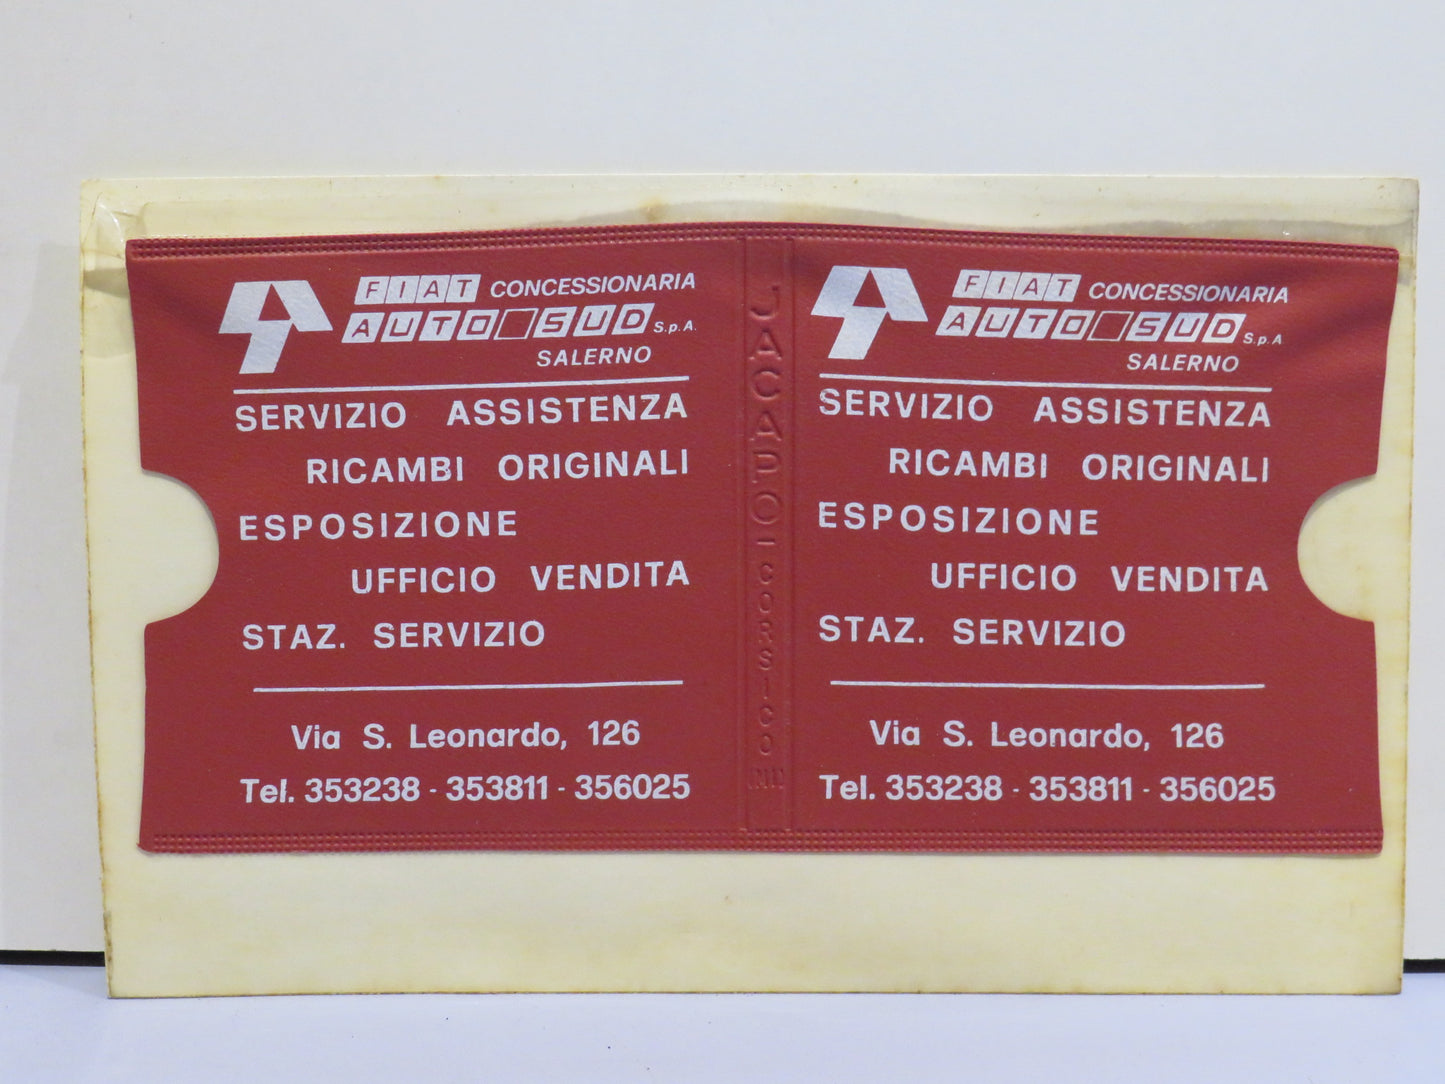 FIAT CONCESSIONARIA
AUTO SUD S.p.A.
SALERNO
SERVIZIO ASSISTENZA
RICAMBI ORIGINALI
ESPOSIZIONE
UFFICIO VENDITA
STAZ. SERVIZIO
Via S. Leonardo, 126
Tel. 353238 - 353811 - 356025
JACAPO - CORSICO (MI)
FIAT CONCESSIONARIA
AUTO SUD S.p.A
SALERNO
SERVIZIO ASSISTENZA
RICAMBI ORIGINALI
ESPOSIZIONE
UFFICIO VENDITA
STAZ. SERVIZIO
Via S. Leonardo, 126
Tel. 353238 - 353811 - 356025